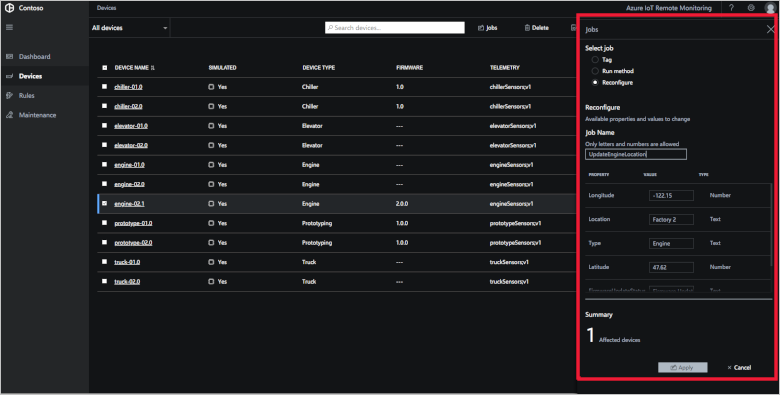 Contoso
Devices
Azure IoT Remote Monitoring
?
All devices
Search devices...
Jobs
Delete
Dashboard
Devices
Rules
Maintenance
DEVICE NAME SIMULATED DEVICE TYPE FIRMWARE TELEMETRY
chiller-01.0 Yes Chiller 1.0 chillerSensors;v1
chiller-02.0 Yes Chiller 1.0 chillerSensors;v1
elevator-01.0 Yes Elevator --- elevatorSensors;v1
elevator-02.0 Yes Elevator --- elevatorSensors;v1
engine-01.0 Yes Engine --- engineSensors;v1
engine-02.0 Yes Engine --- engineSensors;v1
engine-02.1 Yes Engine 2.0.0 engineSensors;v1
prototype-01.0 Yes Prototyping 1.0.0 prototypeSensors;v1
prototype-02.0 Yes Prototyping 1.0.0 prototypeSensors;v1
truck-01.0 Yes Truck --- truckSensors;v1
truck-02.0 Yes Truck --- truckSensors;v1
Jobs
Select job
Tag
Run method
Reconfigure
Reconfigure
Available properties and values to change
Job Name
Only letters and numbers are allowed
UpdateEngineLocation
PROPERTY VALUE TYPE
Longitude -122.15 Number
Location Factory 2 Text
Type Engine Text
Latitude 47.62 Number
Text
Summary
1 Affected devices
Apply
× Cancel